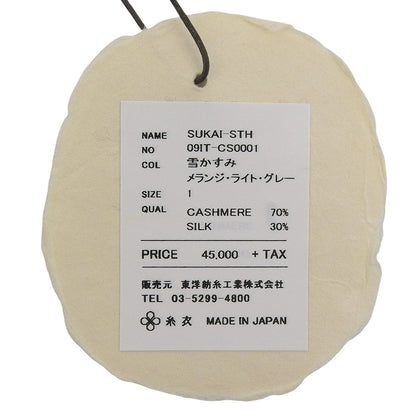 NAME SUKAI-STH
NO 09IT-CS0001
COL 雪かすみ
メランジ・ライト・グレー
SIZE 1
QUAL CASHMERE 70%
SILK 30%
PRICE 45,000 + TAX
販売元 東洋紡糸工業株式会社
TEL 03-5299-4800
糸衣 MADE IN JAPAN